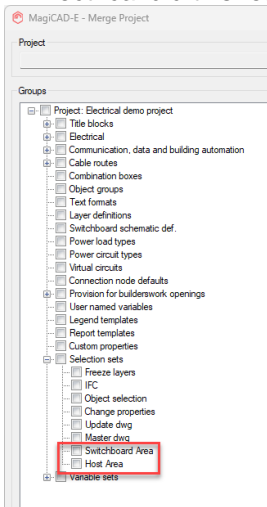 MagiCAD-E - Merge Project
Project
Groups
Project: Electrical demo project
Title blocks
Electrical
Communication, data and building automation
Cable routes
Combination boxes
Object groups
Text formats
Layer definitions
Switchboard schematic def.
Power load types
Power circuit types
Virtual circuits
Connection node defaults
Provision for builderswork openings
User named variables
Legend templates
Report templates
Custom properties
Selection sets
Freeze layers
IFC
Object selection
Change properties
Update dwg
Master dwg
Switchboard Area
Host Area
Variable sets